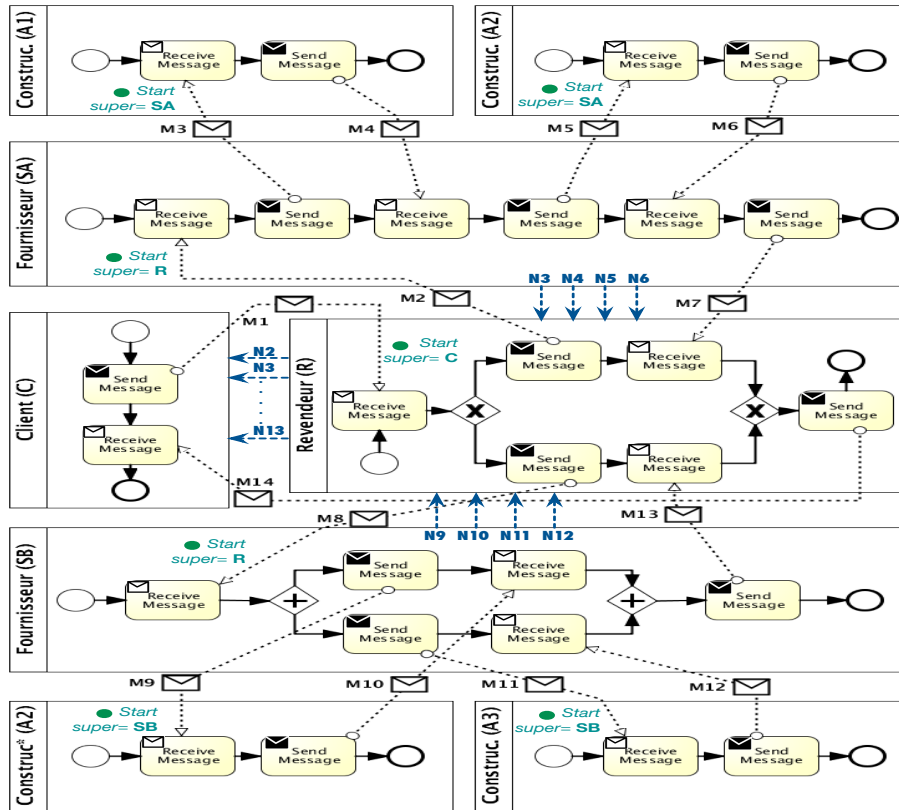 Construc. (A1)
Receive
Message
Send
Message
Start
super= SA
M3
M4
Construc. (A2)
Receive
Message
Send
Message
Start
super= SA
M5
M6
Fournisseur (SA)
Receive
Message
Send
Message
Receive
Message
Send
Message
Receive
Message
Send
Message
Start
super= R
M2
N3 N4 N5 N6
M7
Client (C)
M1
Send
Message
Receive
Message
N2
N3
N13
M14
Revendeur (R)
Start
super= C
Receive
Message
Send
Message
Receive
Message
Send
Message
Send
Message
Receive
Message
M8
N9 N10 N11 N12
M13
Fournisseur (SB)
Start
super= R
Receive
Message
Send
Message
Receive
Message
Send
Message
Receive
Message
Send
Message
M9
M10
M11
M12
Construc* (A2)
Start
super= SB
Receive
Message
Send
Message
Construc. (A3)
Start
super= SB
Receive
Message
Send
Message